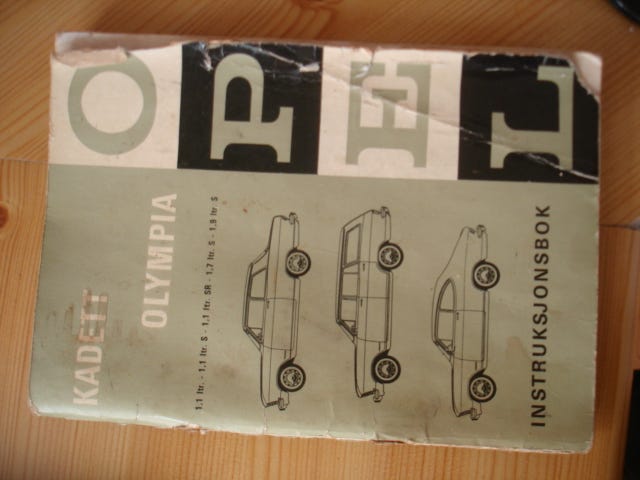 OPEL
KADETT
OLYMPIA
1,1 ltr. - 1,1 ltr. S - 1,1 ltr. SR - 1,7 ltr. S - 1,9 ltr. S
INSTRUKSJONSBOK